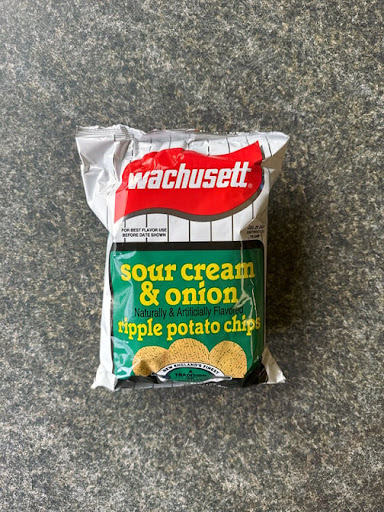 wachusett®
FOR BEST FLAVOR USE
BEFORE DATE SHOWN
sour cream
& onion
Naturally & Artificially Flavored
ripple potato chips
NEW ENGLAND'S FINEST